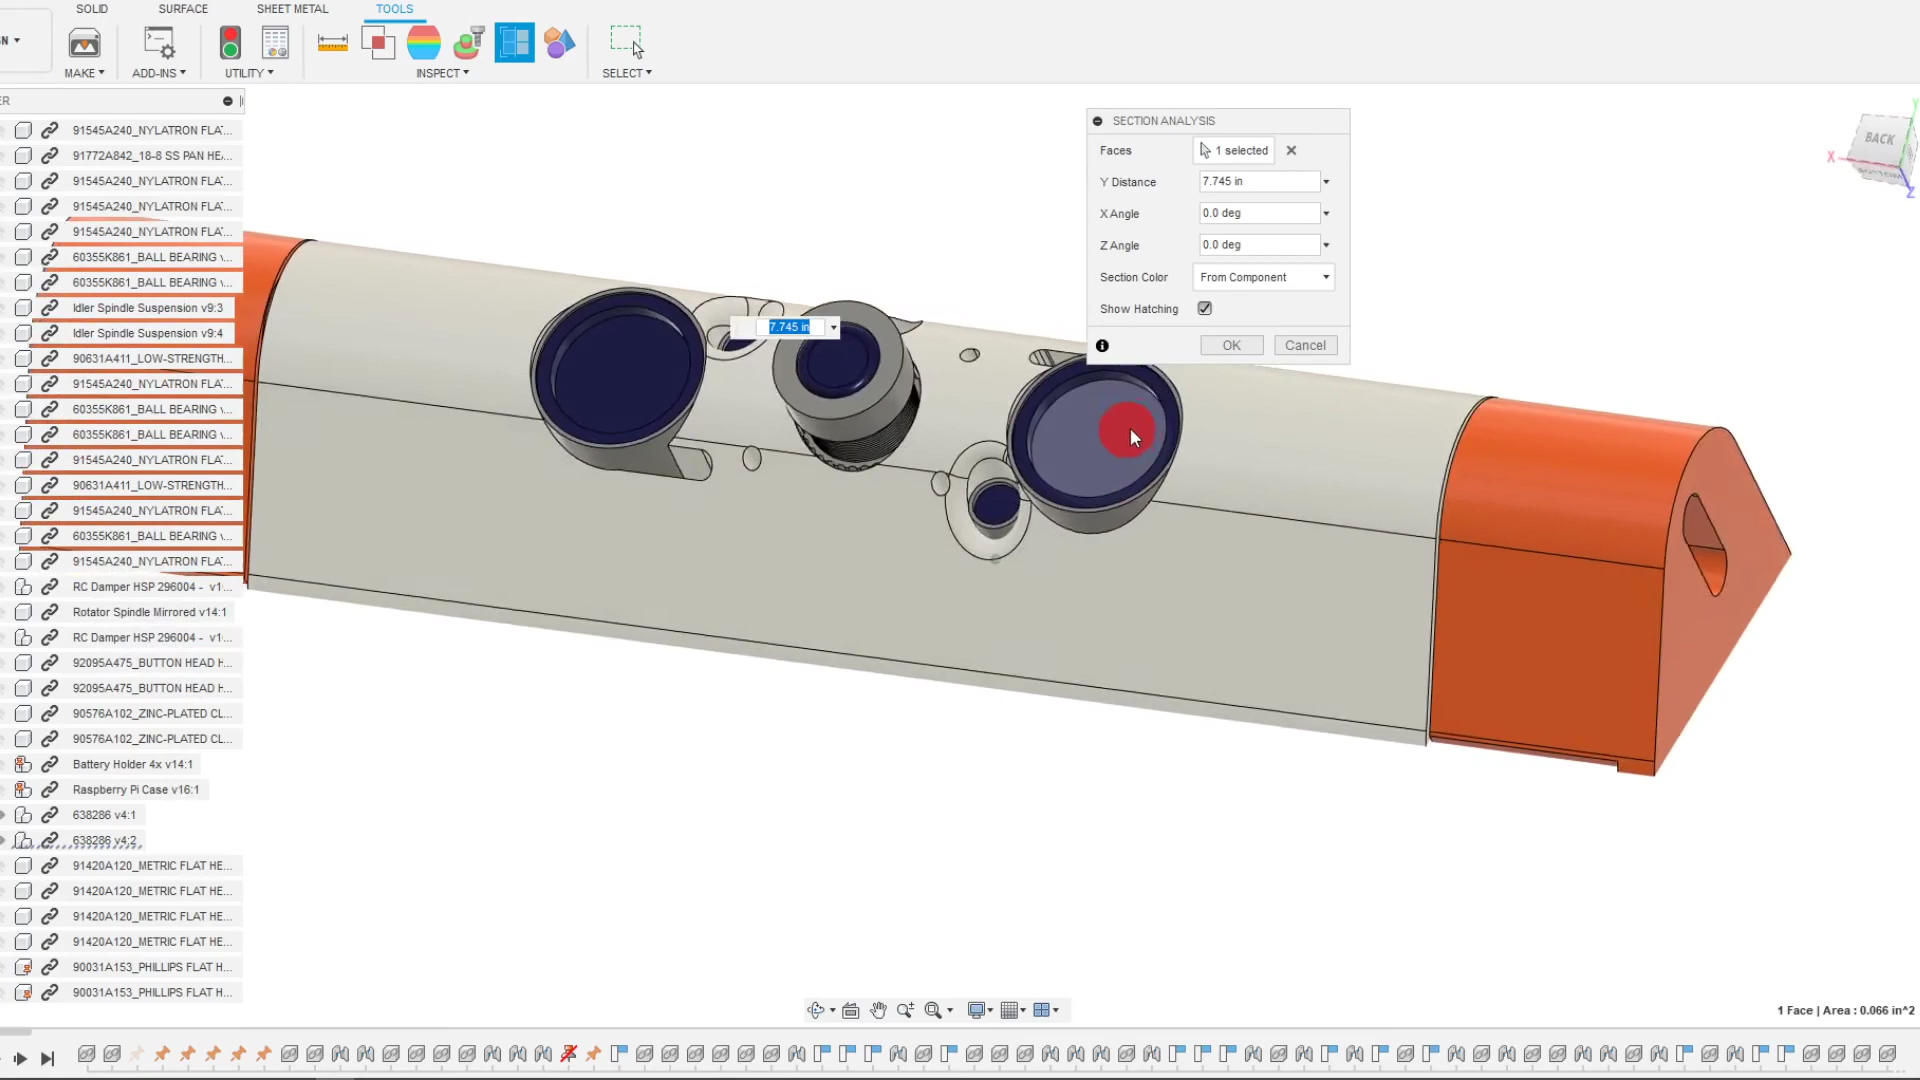 SOLID SURFACE SHEET METAL TOOLS
MAKE ADD-INS UTILITY INSPECT SELECT
91545A240_NYLATRON FLA...
91772A842_18-8 SS PAN HE...
91545A240_NYLATRON FLA...
91545A240_NYLATRON FLA...
91545A240_NYLATRON FLA...
60355K861_BALL BEARING
60355K861_BALL BEARING
Idler Spindle Suspension v9:3
Idler Spindle Suspension v9:4
90631A411_LOW-STRENGTH...
91545A240_NYLATRON FLA...
60355K861_BALL BEARING
60355K861_BALL BEARING
91545A240_NYLATRON FLA...
90631A411_LOW-STRENGTH...
91545A240_NYLATRON FLA...
60355K861_BALL BEARING
91545A240_NYLATRON FLA...
RC Damper HSP 296004 - v1...
Rotator Spindle Mirrored v14:1
RC Damper HSP 296004 - v...
92095A475_BUTTON HEAD H...
92095A475_BUTTON HEAD H...
90576A102_ZINC-PLATED CL...
90576A102_ZINC-PLATED CL...
Battery Holder 4x v14:1
Raspberry Pi Case v16:1
638286 v4:1
638286 v4:2
91420A120_METRIC FLAT HE...
91420A120_METRIC FLAT HE...
91420A120_METRIC FLAT HE...
91420A120_METRIC FLAT HE...
90031A153_PHILLIPS FLAT H...
90031A153_PHILLIPS FLAT H...
7.745 in
SECTION ANALYSIS
Faces 1 selected
Y Distance 7.745 in
X Angle 0.0 deg
Z Angle 0.0 deg
Section Color From Component
Show Hatching
OK Cancel
Y
BACK
X
BOTTOM
Z
1 Face | Area : 0.066 in^2